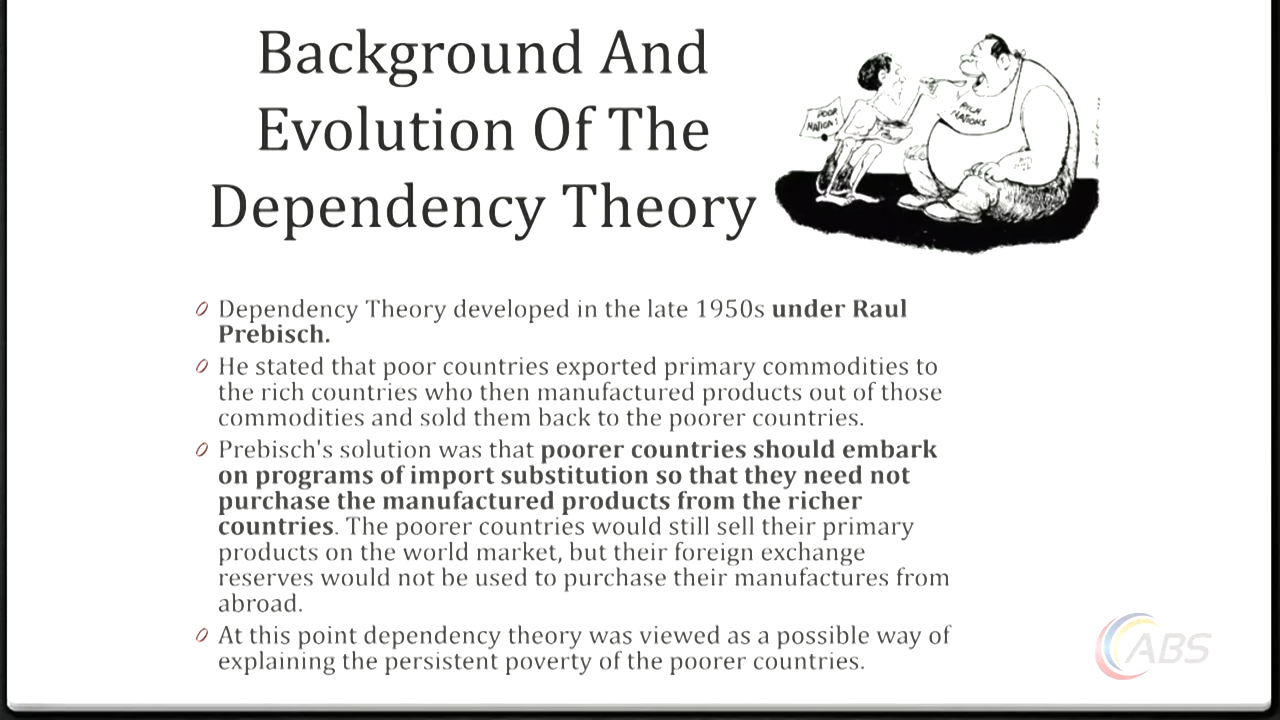 Background And
Evolution Of The
Dependency Theory
POOR
NATION!
RICH
NATIONS
Dependency Theory developed in the late 1950s under Raul
Prebisch.
He stated that poor countries exported primary commodities to
the rich countries who then manufactured products out of those
commodities and sold them back to the poorer countries.
Prebisch's solution was that poorer countries should embark
on programs of import substitution so that they need not
purchase the manufactured products from the richer
countries. The poorer countries would still sell their primary
products on the world market, but their foreign exchange
reserves would not be used to purchase their manufactures from
abroad.
At this point dependency theory was viewed as a possible way of
explaining the persistent poverty of the poorer countries.
ABS